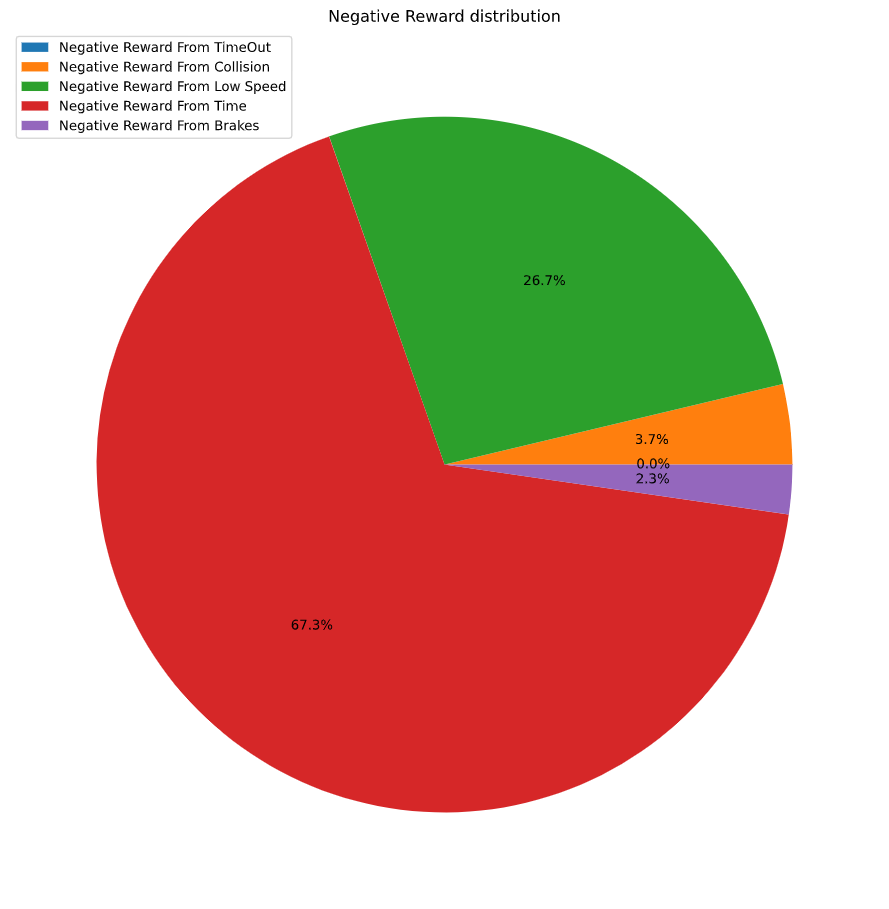 Negative Reward distribution
Negative Reward From TimeOut
Negative Reward From Collision
Negative Reward From Low Speed
Negative Reward From Time
Negative Reward From Brakes
26.7%
3.7%
0.0%
2.3%
67.3%